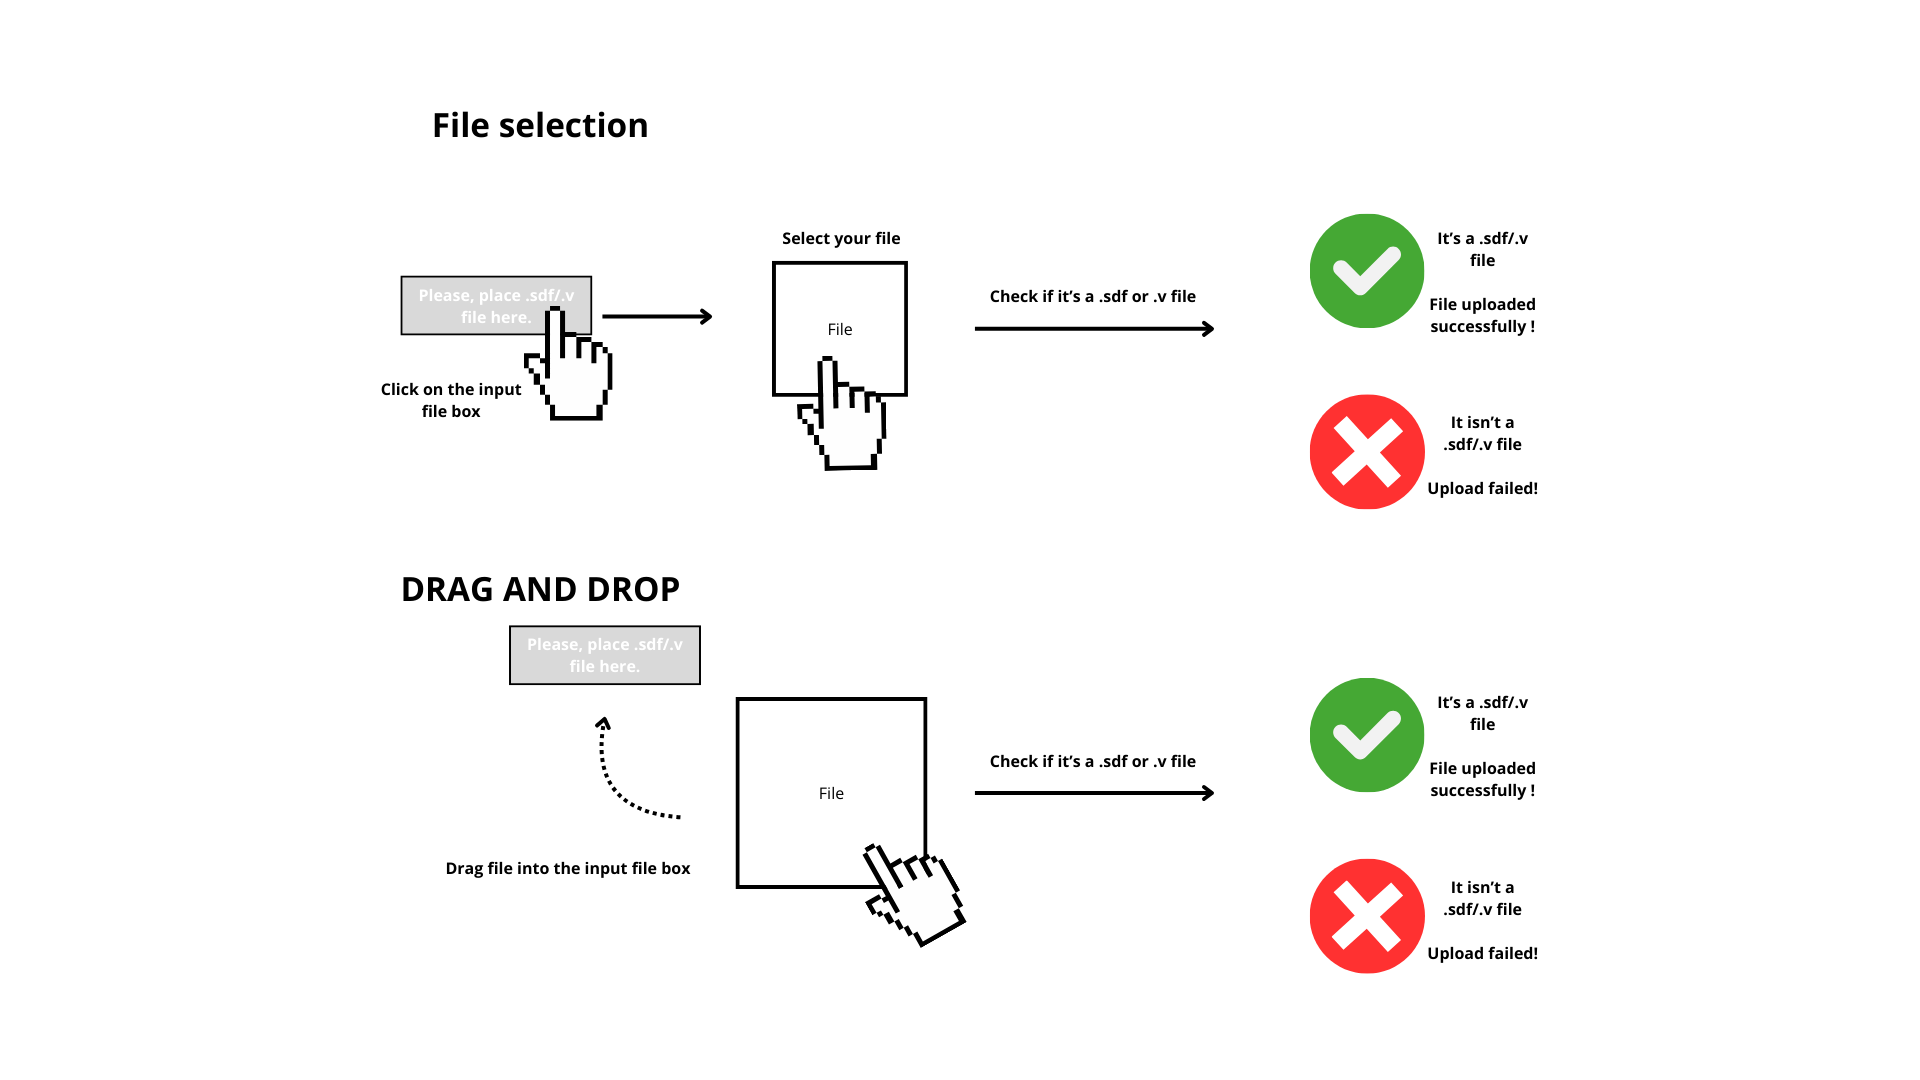 File selection
Select your file
Please, place .sdf/.v
file here.
File
Click on the input
file box
Check if it’s a .sdf or .v file
It’s a .sdf/.v
file
File uploaded
successfully !
It isn’t a
.sdf/.v file
Upload failed!
DRAG AND DROP
Please, place .sdf/.v
file here.
File
Drag file into the input file box
Check if it’s a .sdf or .v file
It’s a .sdf/.v
file
File uploaded
successfully !
It isn’t a
.sdf/.v file
Upload failed!